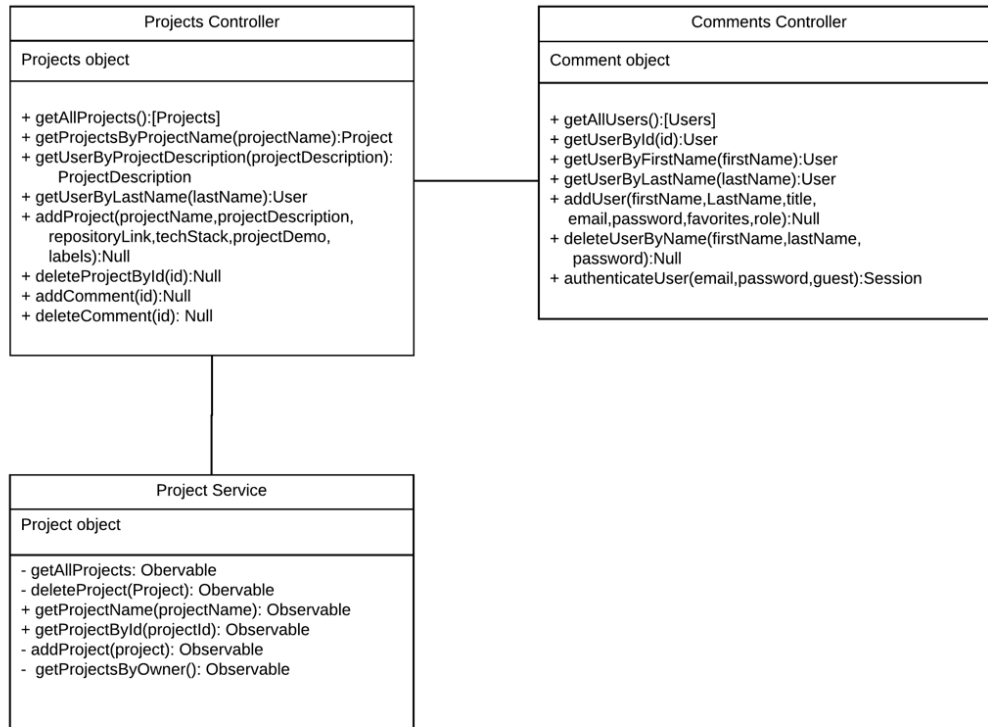 Projects Controller
Projects object
+ getAllProjects():[Projects]
+ getProjectsByProjectName(projectName):Project
+ getUserByProjectDescription(projectDescription):
ProjectDescription
+ getUserByLastName(lastName):User
+ addProject(projectName,projectDescription,
repositoryLink,techStack,projectDemo,
labels):Null
+ deleteProjectById(id):Null
+ addComment(id):Null
+ deleteComment(id): Null
Comments Controller
Comment object
+ getAllUsers():[Users]
+ getUserById(id):User
+ getUserByFirstName(firstName):User
+ getUserByLastName(lastName):User
+ addUser(firstName,LastName,title,
email,password,favorites,role):Null
+ deleteUserByName(firstName,lastName,
password):Null
+ authenticateUser(email,password,guest):Session
Project Service
Project object
- getAllProjects: Obervable
- deleteProject(Project): Obervable
+ getProjectName(projectName): Observable
+ getProjectById(projectId): Observable
- addProject(project): Observable
- getProjectsByOwner(): Observable